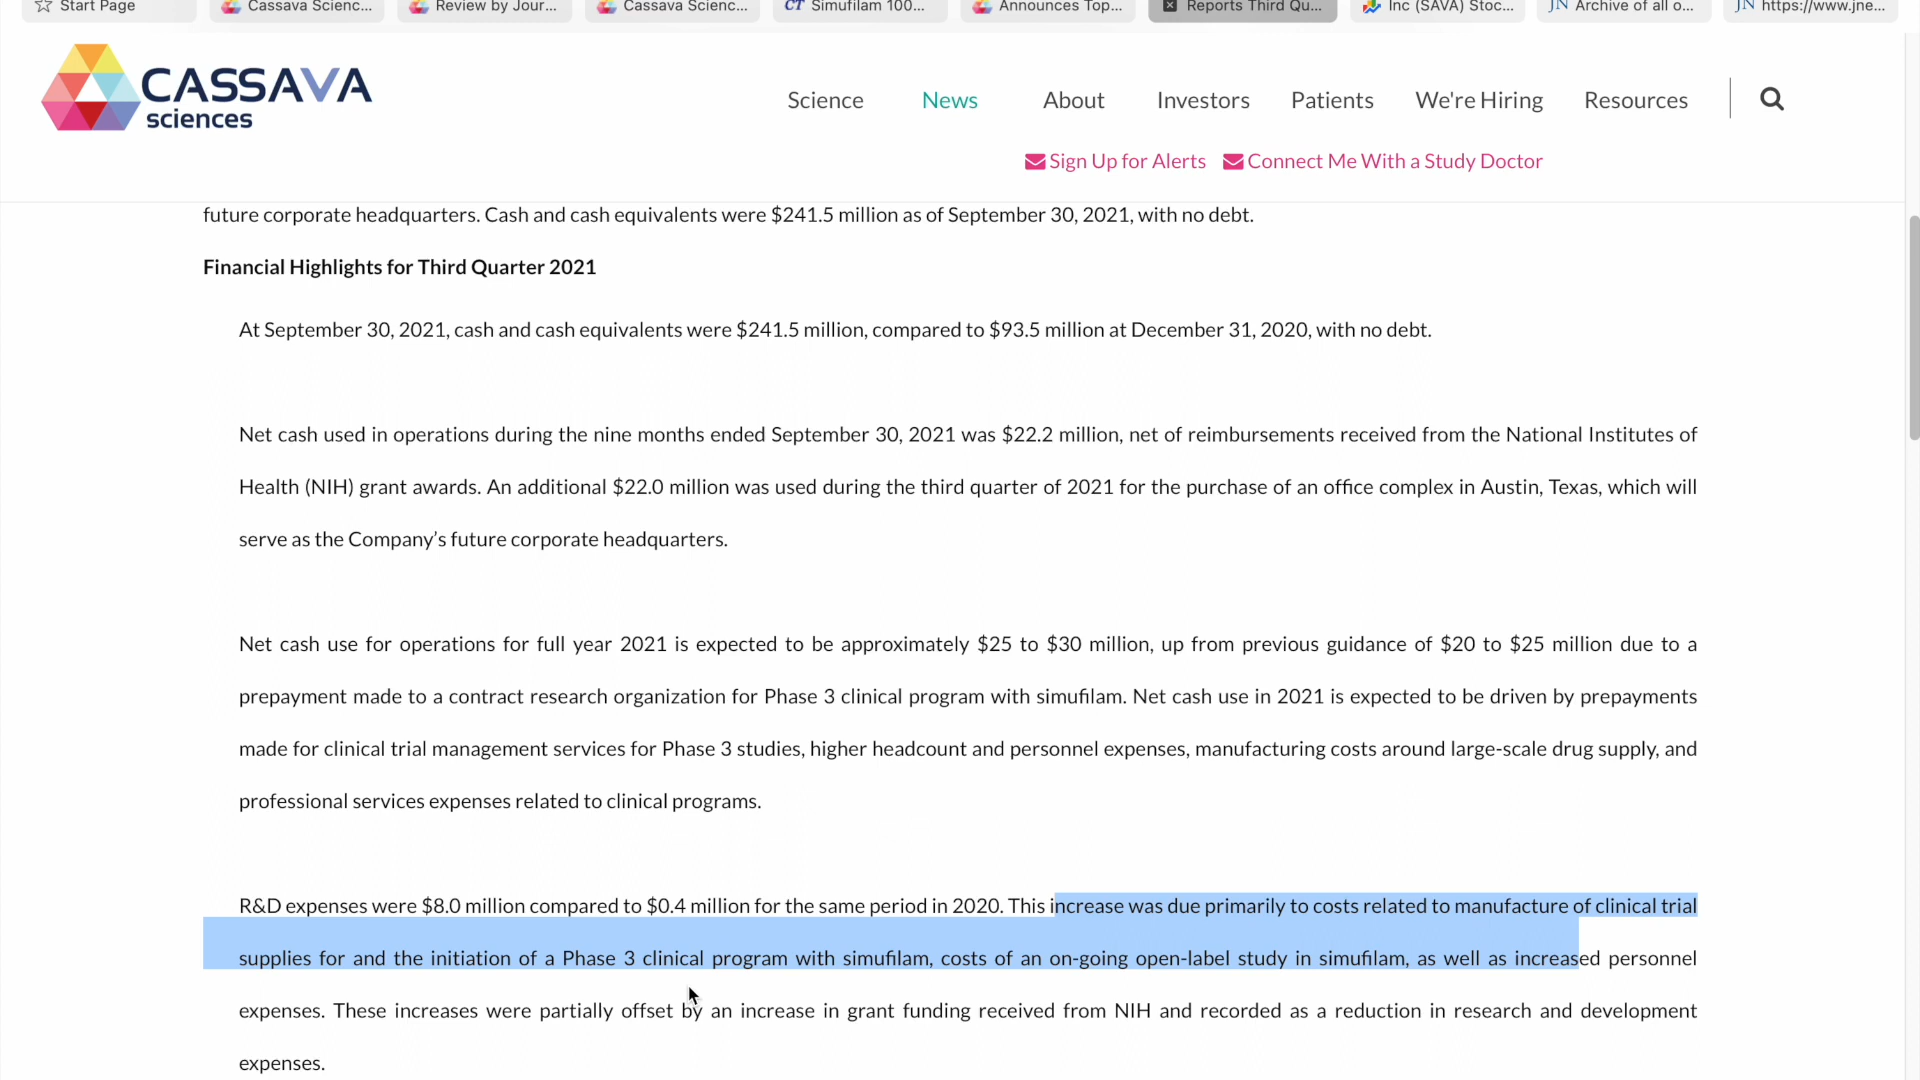 Start Page
Cassava Scienc...
Review by Jour...
Cassava Scienc...
CT Simufilam 100...
Announces Top...
Reports Third Qu...
Inc (SAVA) Stoc...
JN Archive of all o...
JN https://www.jne...
CASSAVA
sciences
Science News About Investors Patients We're Hiring Resources
Sign Up for Alerts Connect Me With a Study Doctor
future corporate headquarters. Cash and cash equivalents were $241.5 million as of September 30, 2021, with no debt.
Financial Highlights for Third Quarter 2021
At September 30, 2021, cash and cash equivalents were $241.5 million, compared to $93.5 million at December 31, 2020, with no debt.
Net cash used in operations during the nine months ended September 30, 2021 was $22.2 million, net of reimbursements received from the National Institutes of
Health (NIH) grant awards. An additional $22.0 million was used during the third quarter of 2021 for the purchase of an office complex in Austin, Texas, which will
serve as the Company’s future corporate headquarters.
Net cash use for operations for full year 2021 is expected to be approximately $25 to $30 million, up from previous guidance of $20 to $25 million due to a
prepayment made to a contract research organization for Phase 3 clinical program with simufilam. Net cash use in 2021 is expected to be driven by prepayments
made for clinical trial management services for Phase 3 studies, higher headcount and personnel expenses, manufacturing costs around large-scale drug supply, and
professional services expenses related to clinical programs.
R&D expenses were $8.0 million compared to $0.4 million for the same period in 2020. This increase was due primarily to costs related to manufacture of clinical trial
supplies for and the initiation of a Phase 3 clinical program with simufilam, costs of an on-going open-label study in simufilam, as well as increased personnel
expenses. These increases were partially offset by an increase in grant funding received from NIH and recorded as a reduction in research and development
expenses.